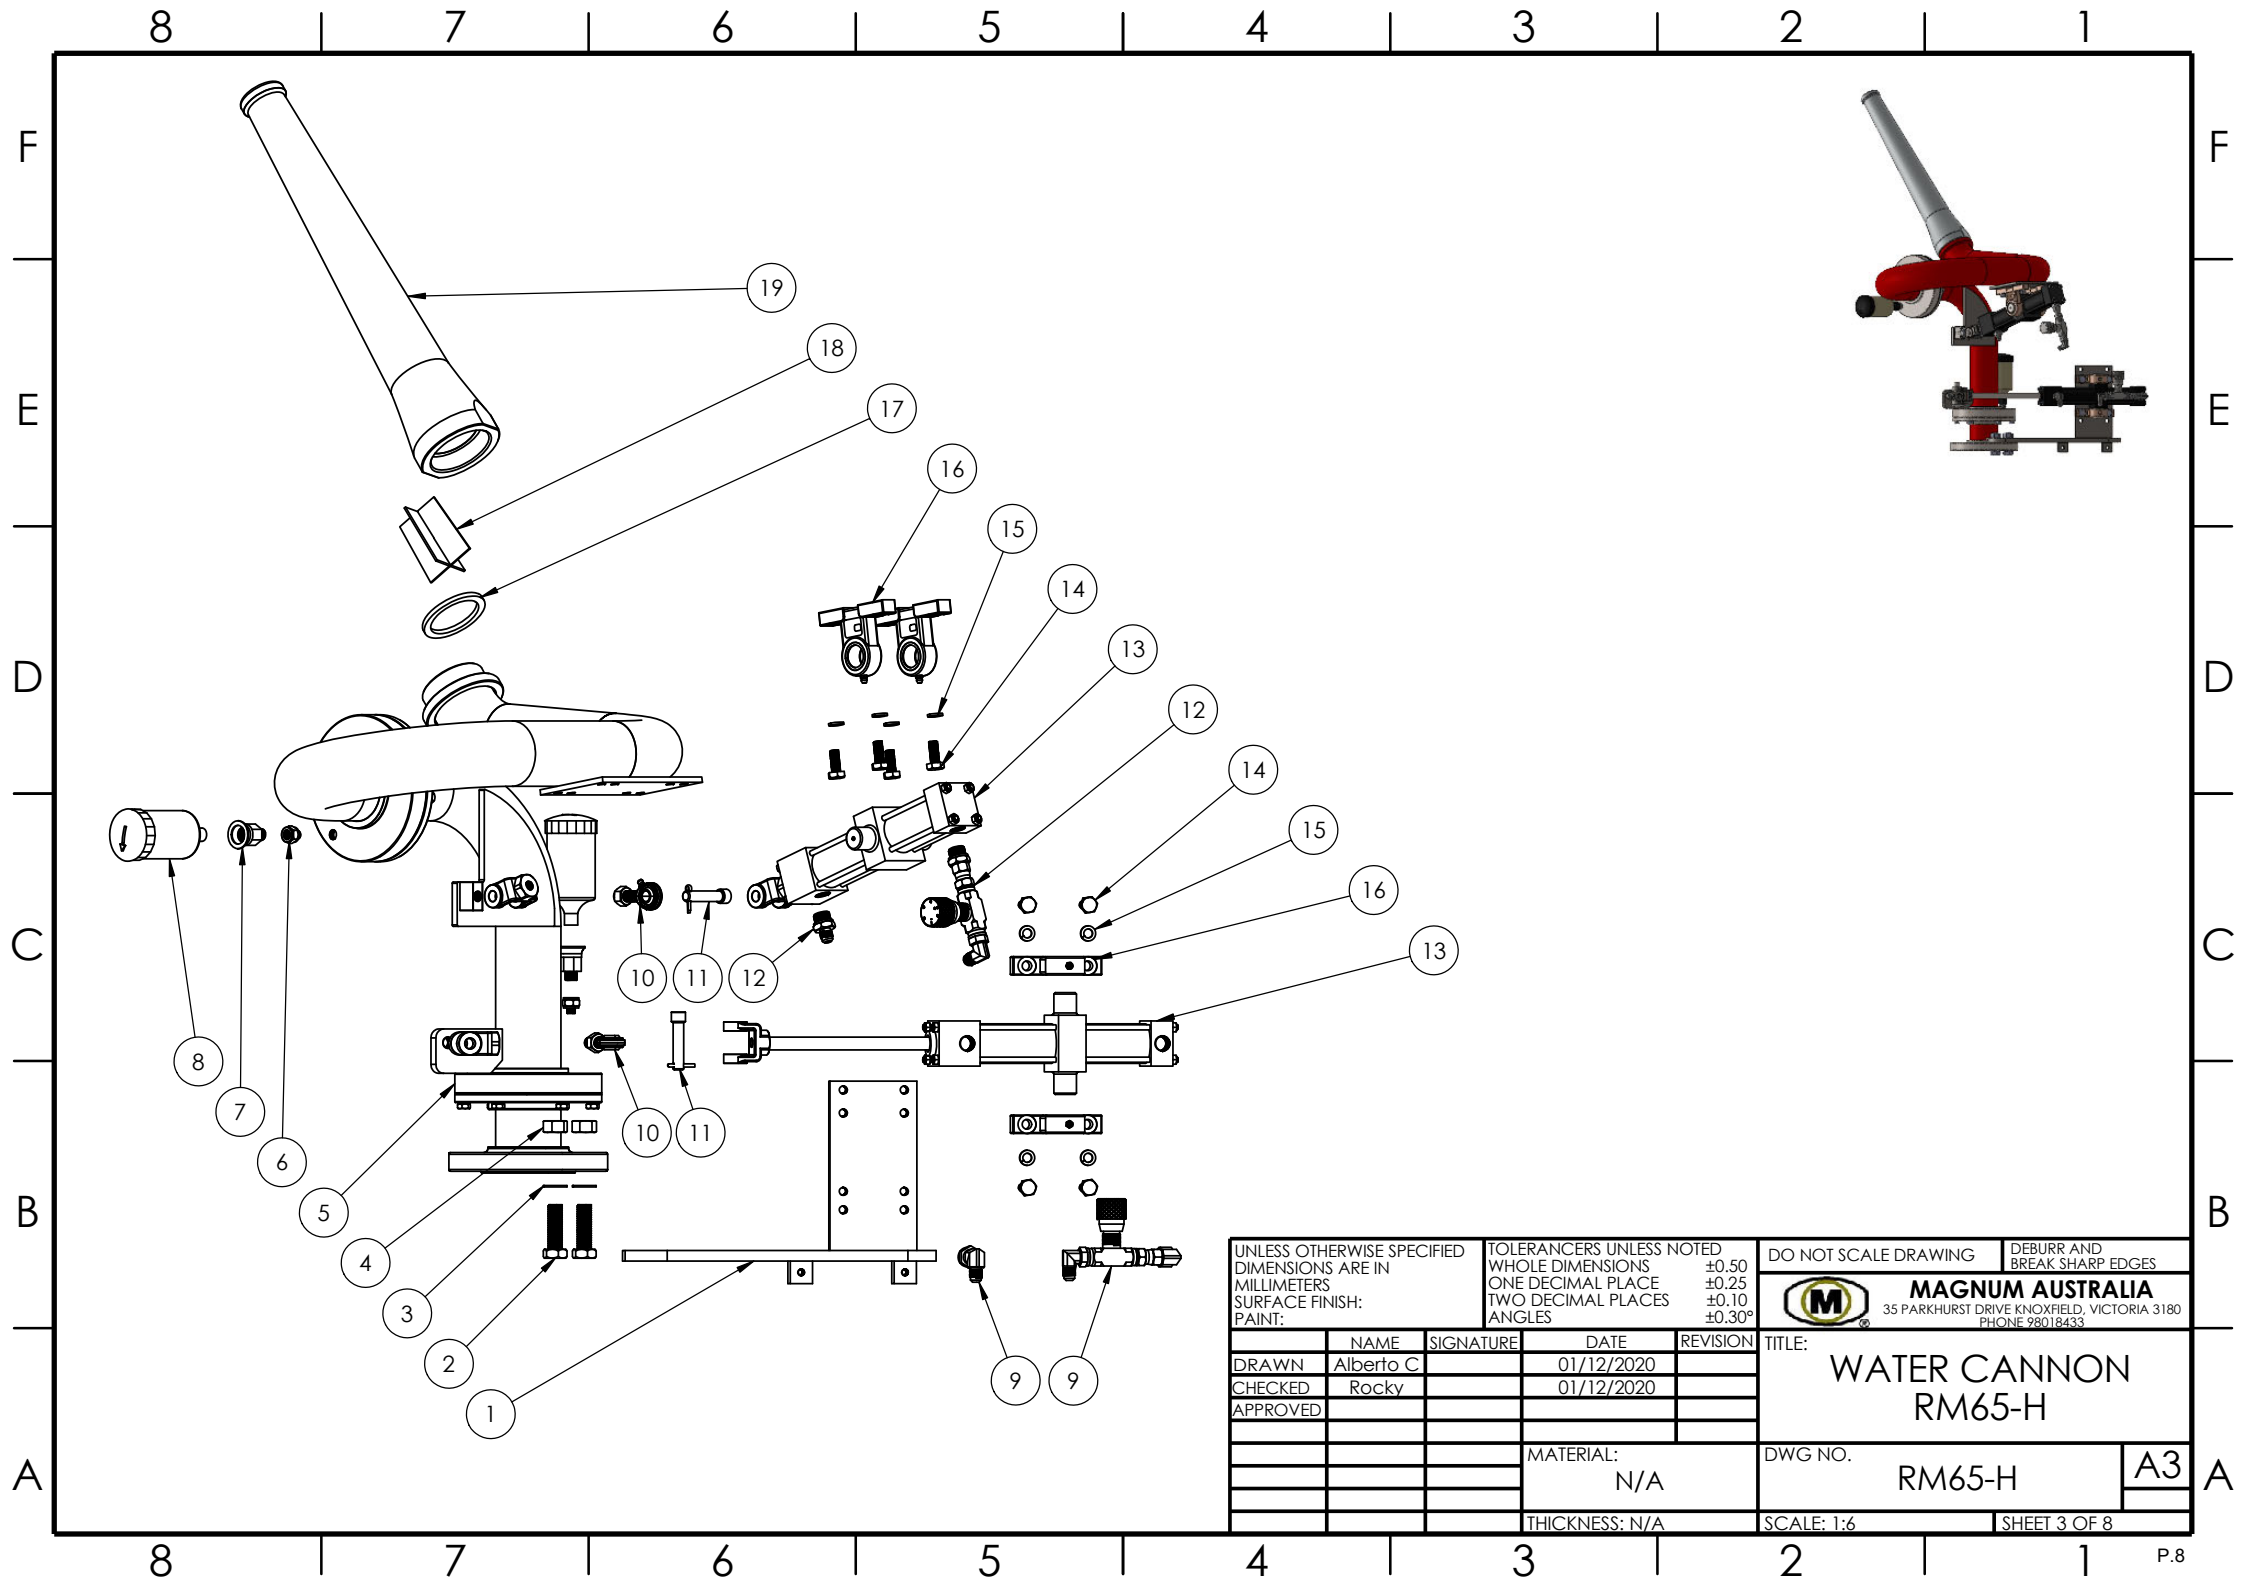 8 7 6 5 4 3 2 1
F F
E E
D D
C C
B B
A A
19
18
17
16
15
14
13
12
14
15
16
13
10 11 12
8
7
6
5
4
3
2
1
10 11
9 9
UNLESS OTHERWISE SPECIFIED
DIMENSIONS ARE IN
MILLIMETERS
SURFACE FINISH:
PAINT:
TOLERANCERS UNLESS NOTED
WHOLE DIMENSIONS ±0.50
ONE DECIMAL PLACE ±0.25
TWO DECIMAL PLACES ±0.10
ANGLES ±0.30°
DO NOT SCALE DRAWING
DEBURR AND
BREAK SHARP EDGES
M ®
MAGNUM AUSTRALIA
35 PARKHURST DRIVE KNOXFIELD, VICTORIA 3180
PHONE 98018433
NAME SIGNATURE DATE REVISION
DRAWN Alberto C 01/12/2020
CHECKED Rocky 01/12/2020
APPROVED
TITLE:
WATER CANNON
RM65-H
MATERIAL:
N/A
DWG NO.
RM65-H
A3
THICKNESS: N/A
SCALE: 1:6
SHEET 3 OF 8
8 7 6 5 4 3 2 1
P.8